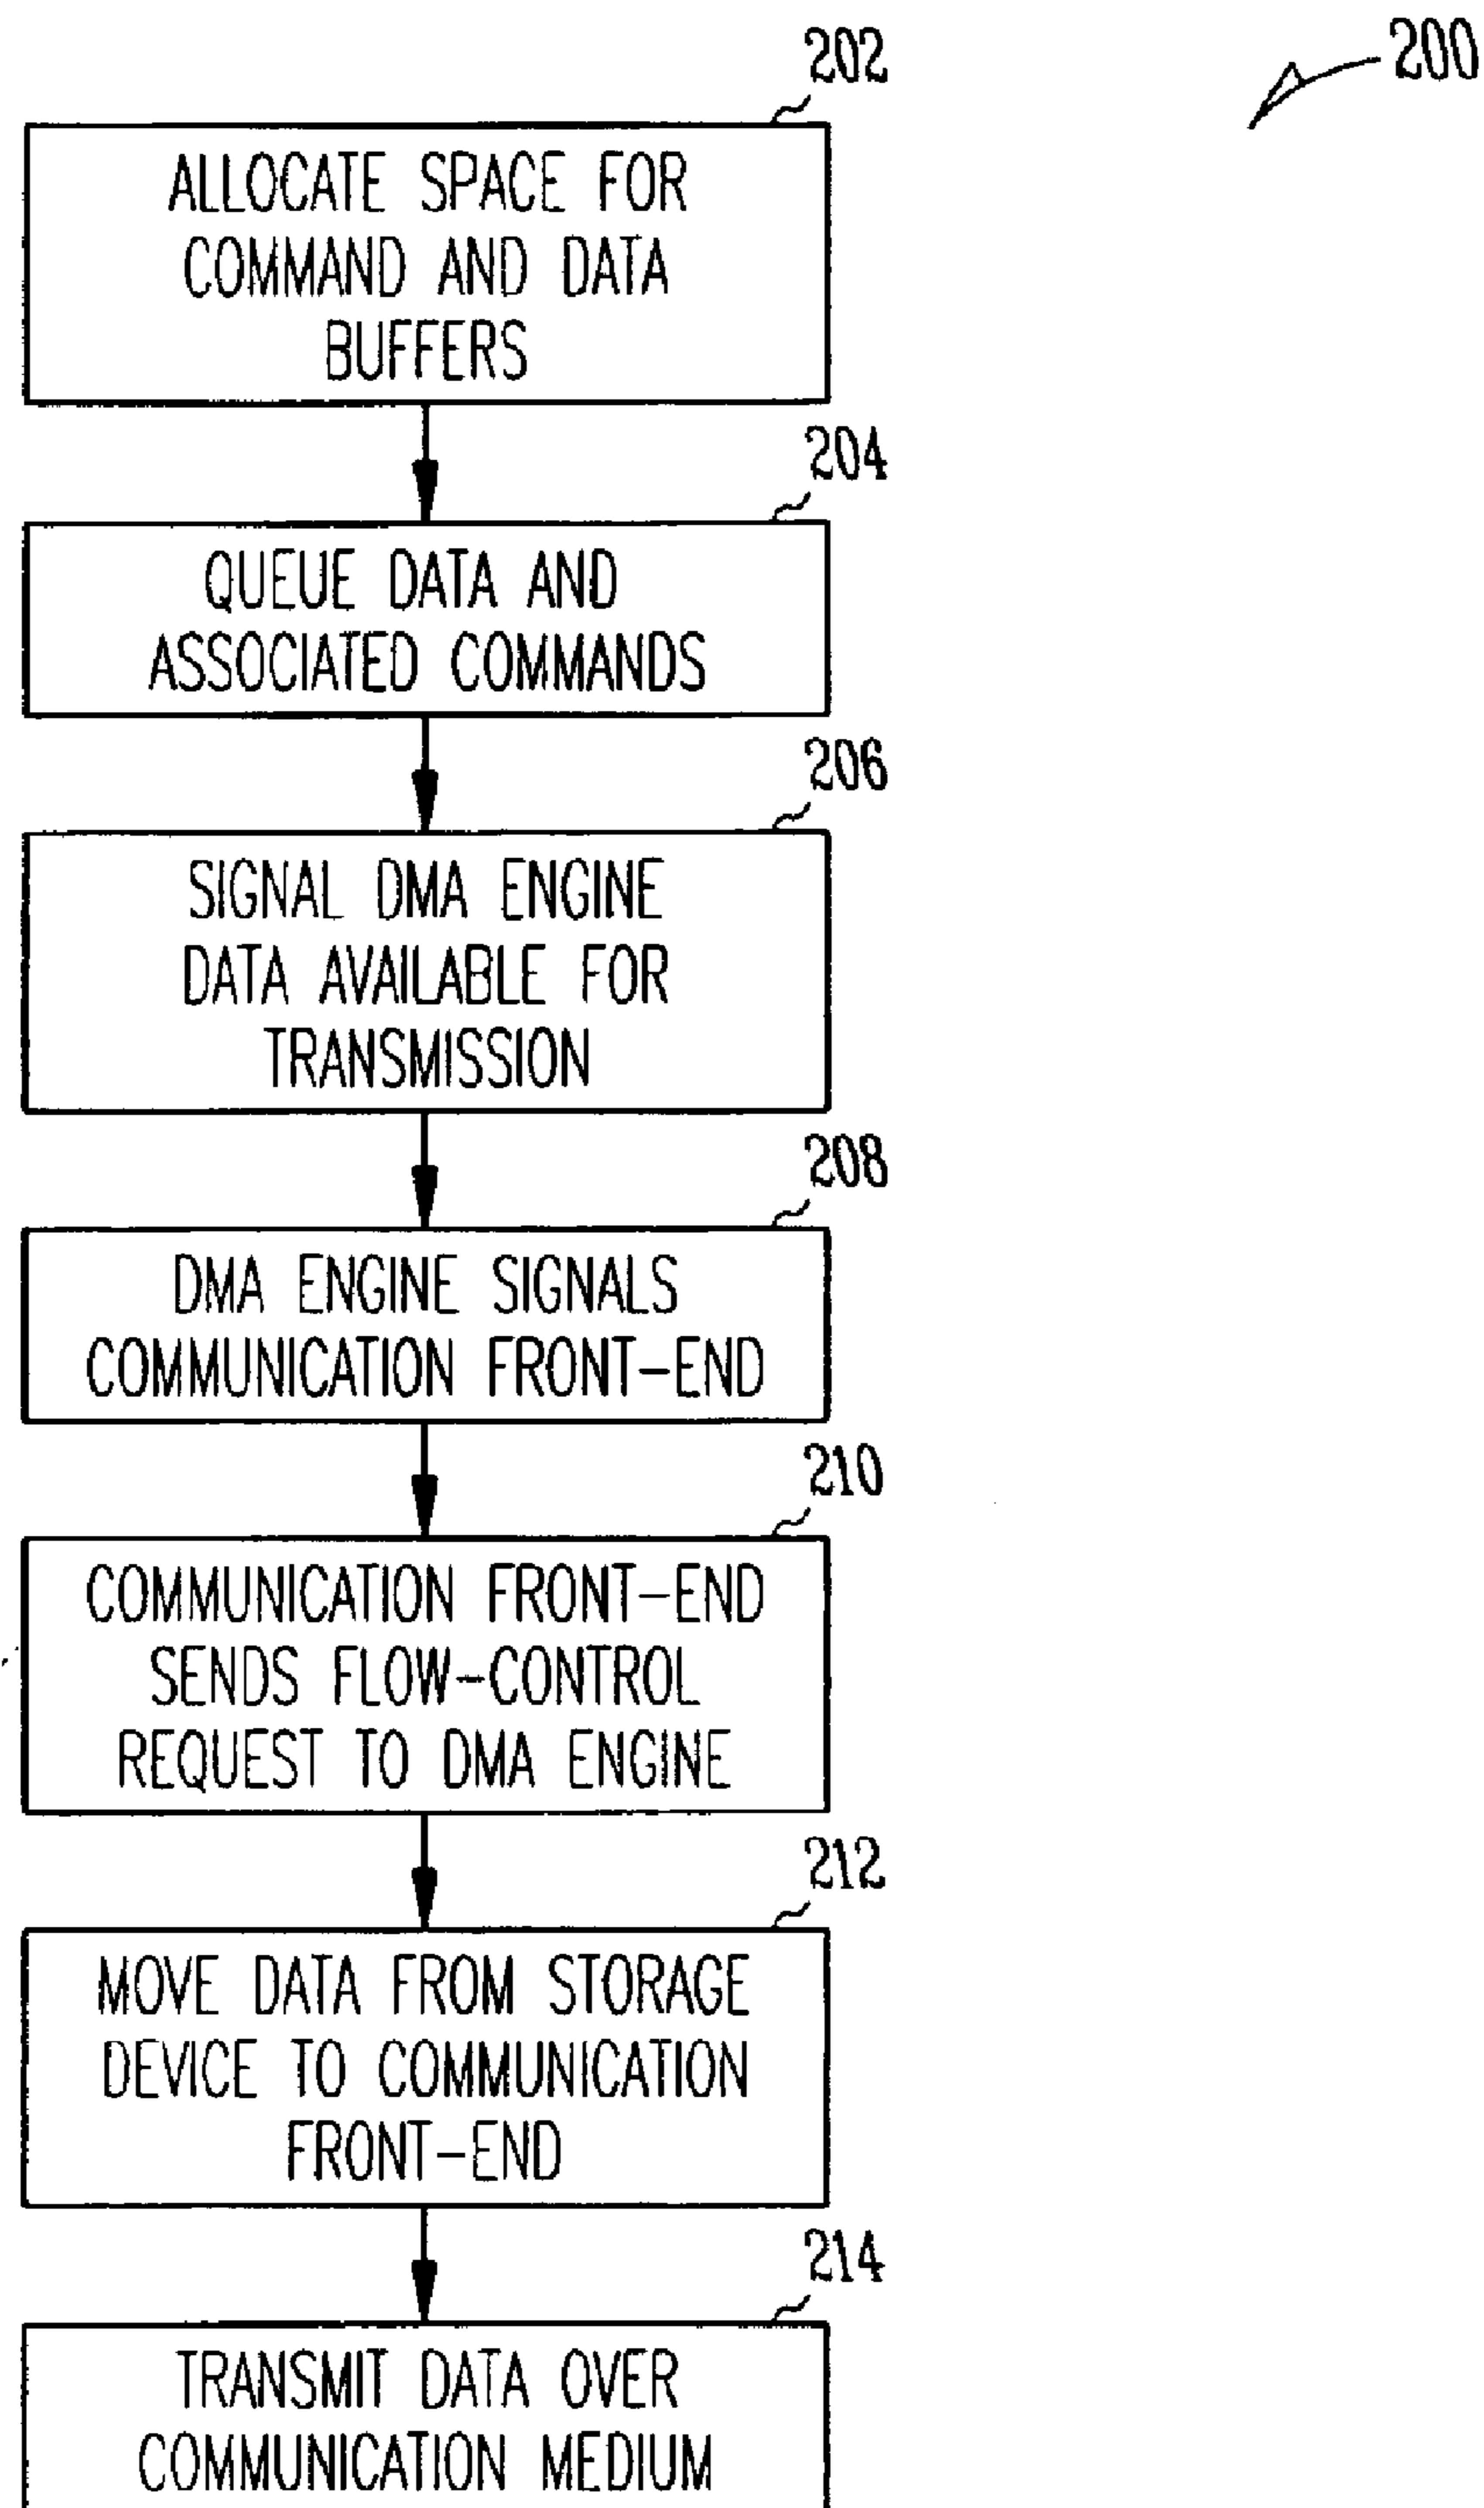 200
202
ALLOCATE SPACE FOR
COMMAND AND DATA
BUFFERS
204
QUEUE DATA AND
ASSOCIATED COMMANDS
206
SIGNAL DMA ENGINE
DATA AVAILABLE FOR
TRANSMISSION
208
DMA ENGINE SIGNALS
COMMUNICATION FRONT-END
210
COMMUNICATION FRONT-END
SENDS FLOW-CONTROL
REQUEST TO DMA ENGINE
212
MOVE DATA FROM STORAGE
DEVICE TO COMMUNICATION
FRONT-END
214
TRANSMIT DATA OVER
COMMUNICATION MEDIUM